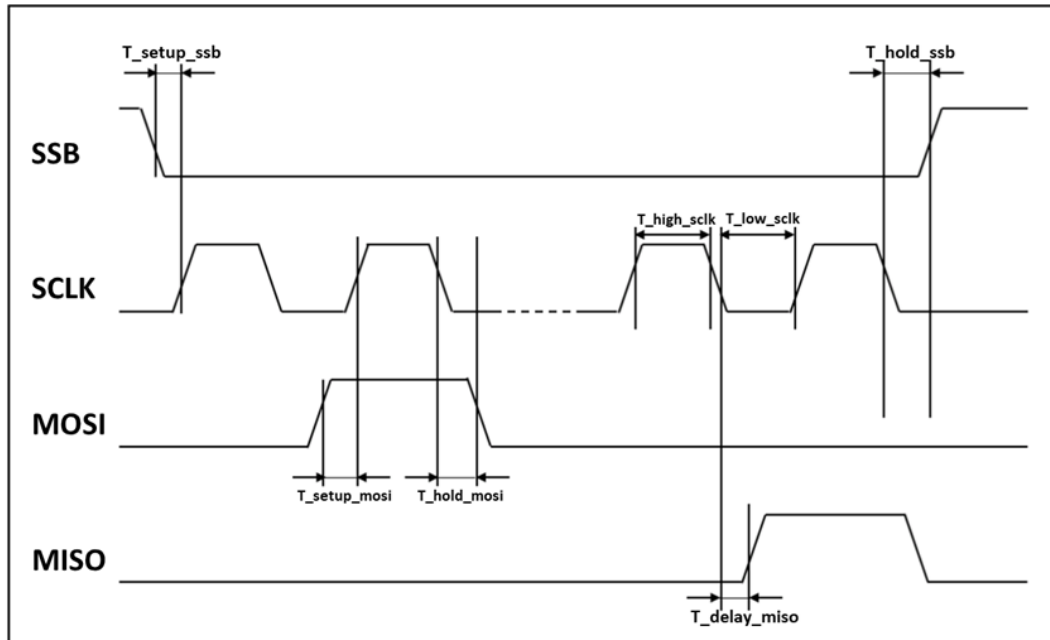 T_setup_ssb
T_hold_ssb
SSB
T_high_sclk
T_low_sclk
SCLK
MOSI
T_setup_mosi
T_hold_mosi
MISO
T_delay_miso